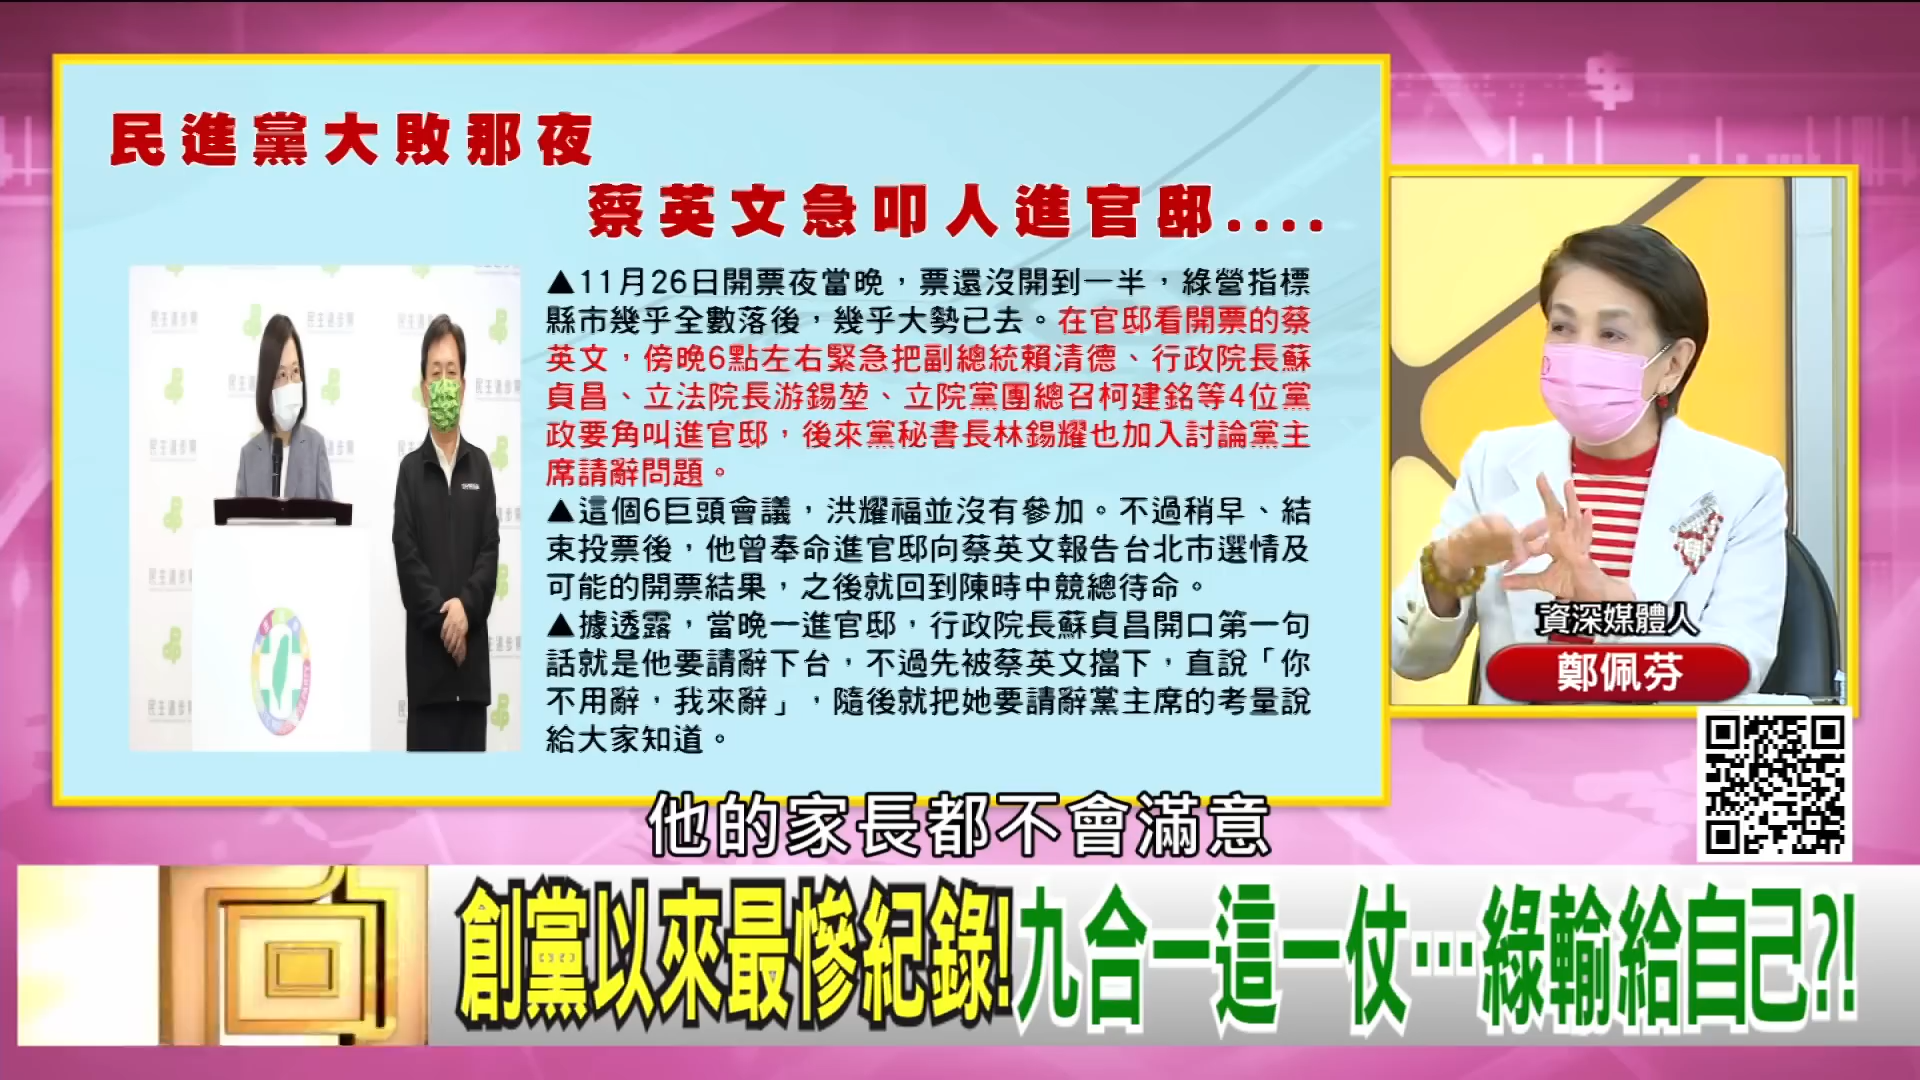 民進黨大敗那夜
蔡英文急叩人進官邸....
▲11月26日開票夜當晚，票還沒開到一半，綠營指標
縣市幾乎全數落後，幾乎大勢已去。在官邸看開票的蔡
英文，傍晚6點左右緊急把副總統賴清德、行政院長蘇
貞昌、立法院長游錫堃、立院黨團總召柯建銘等4位黨
政要角叫進官邸，後來黨秘書長林錫耀也加入討論黨主
席請辭問題。
▲這個6巨頭會議，洪耀福並沒有參加。不過稍早、結
束投票後，他曾奉命進官邸向蔡英文報告台北市選情及
可能的開票結果，之後就回到陳時中競總待命。
▲據透露，當晚一進官邸，行政院長蘇貞昌開口第一句
話就是他要請辭下台，不過先被蔡英文擋下，直說「你
不用辭，我來辭」，隨後就把她要請辭黨主席的考量說
給大家知道。
民主進步黨
資深媒體人
鄭佩芬
他的家長都不會滿意
創黨以來最慘紀錄!九合一這一仗…綠輸給自己?!